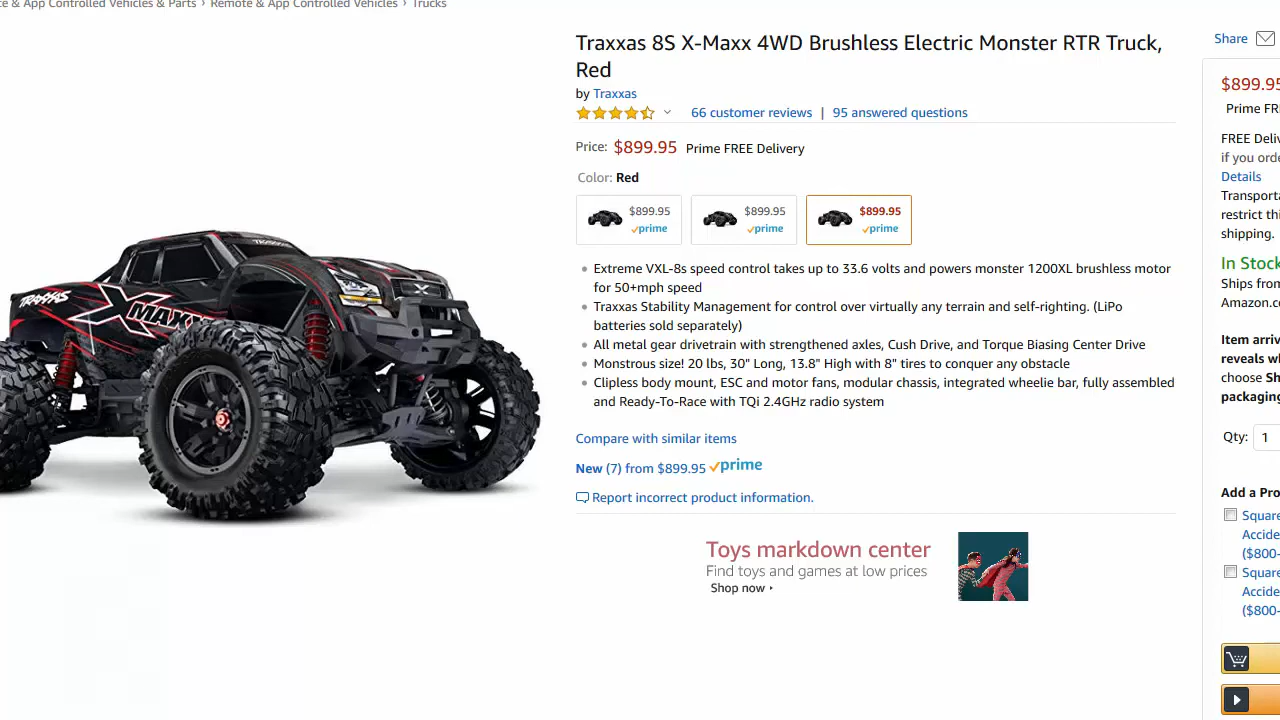 & App Controlled Vehicles & Parts › Remote & App Controlled Vehicles › Trucks
Traxxas 8S X-Maxx 4WD Brushless Electric Monster RTR Truck,
Red
by Traxxas
66 customer reviews | 95 answered questions
Price: $899.95 Prime FREE Delivery
Color: Red
$899.95 $899.95 $899.95
prime prime prime
Extreme VXL-8s speed control takes up to 33.6 volts and powers monster 1200XL brushless motor
for 50+mph speed
Traxxas Stability Management for control over virtually any terrain and self-righting. (LiPo
batteries sold separately)
All metal gear drivetrain with strengthened axles, Cush Drive, and Torque Biasing Center Drive
Monstrous size! 20 lbs, 30" Long, 13.8" High with 8" tires to conquer any obstacle
Clipless body mount, ESC and motor fans, modular chassis, integrated wheelie bar, fully assembled
and Ready-To-Race with TQi 2.4GHz radio system
Compare with similar items
New (7) from $899.95 prime
Report incorrect product information.
Toys markdown center
Find toys and games at low prices
Shop now
TRAXXAS
TRAXXAS
X-MAXX
Share
$899.95
Prime FR
FREE Deliv
if you orde
Details
Transporta
restrict thi
shipping.
In Stock
Ships from
Amazon.c
Item arriv
reveals wh
choose Sh
packaging
Qty: 1
Add a Pro
Square
Accide
($800-
Square
Accide
($800-